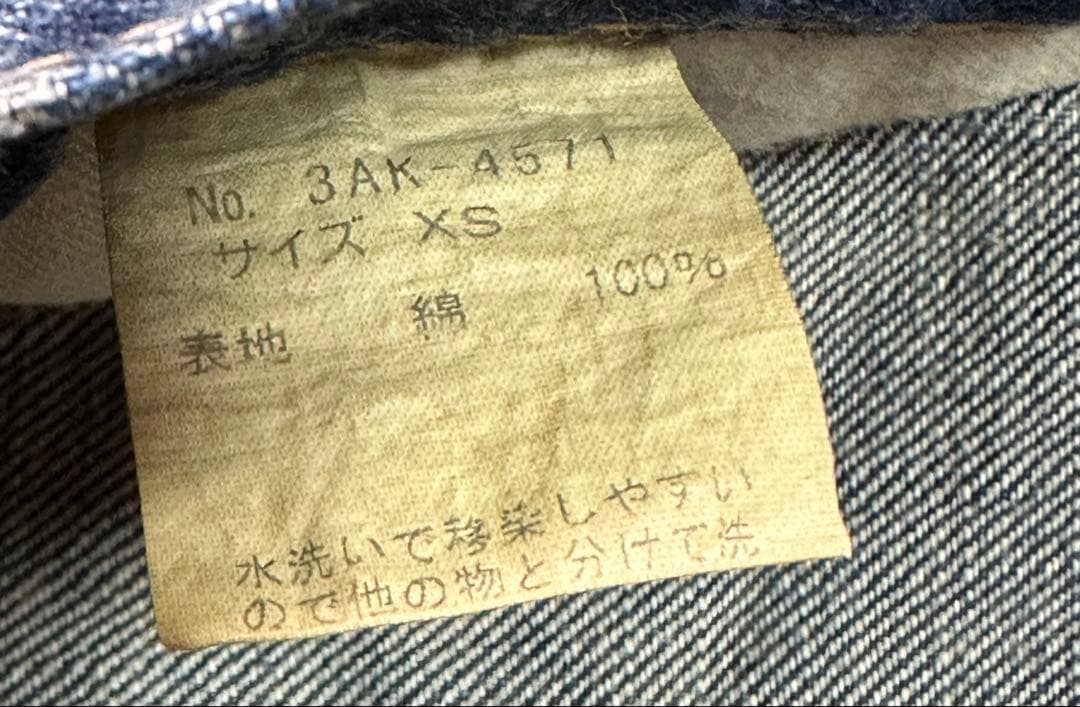 No. 3AK-4571
サイズ XS
表地 綿 100%
水洗いで移染しやすい
ので他の物と分けて洗